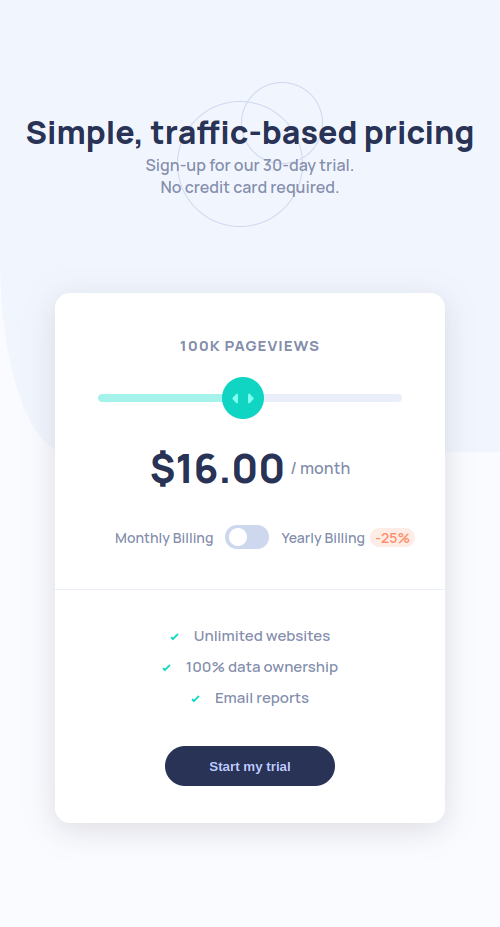 Simple, traffic-based pricing
Sign-up for our 30-day trial.
No credit card required.
100K PAGEVIEWS
$16.00 / month
Monthly Billing Yearly Billing -25%
Unlimited websites
100% data ownership
Email reports
Start my trial